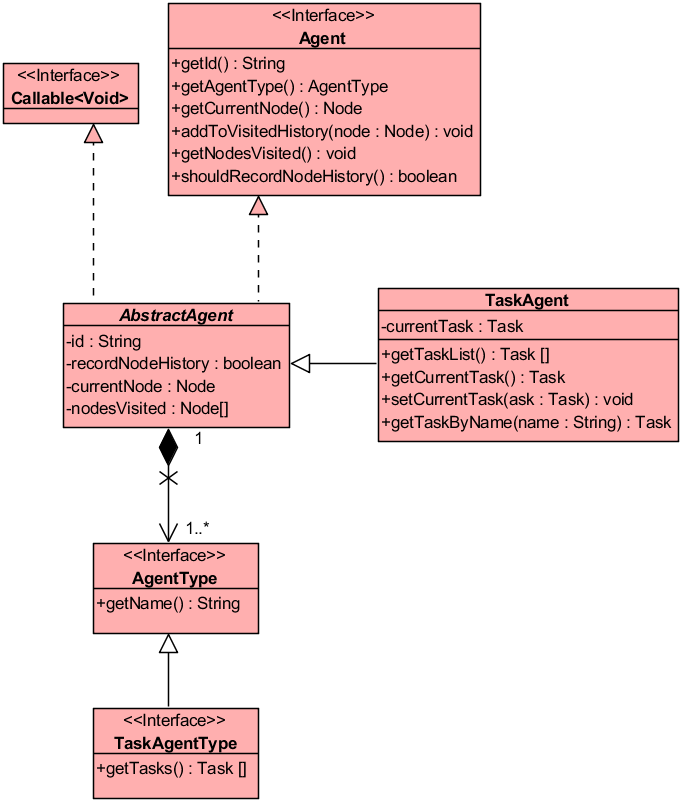 <<Interface>>
Agent
+getId() : String
+getAgentType() : AgentType
+getCurrentNode() : Node
+addToVisitedHistory(node : Node) : void
+getNodesVisited() : void
+shouldRecordNodeHistory() : boolean
<<Interface>>
Callable<Void>
AbstractAgent
-id : String
-recordNodeHistory : boolean
-currentNode : Node
-nodesVisited : Node[]
TaskAgent
-currentTask : Task
+getTaskList() : Task []
+getCurrentTask() : Task
+setCurrentTask(ask : Task) : void
+getTaskByName(name : String) : Task
1
1..*
<<Interface>>
AgentType
+getName() : String
<<Interface>>
TaskAgentType
+getTasks() : Task []